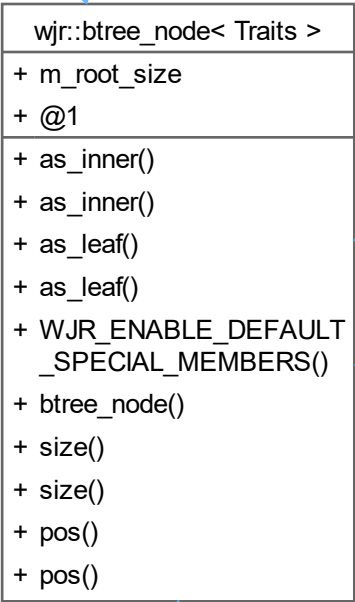 wjr::btree_node< Traits >
+ m_root_size
+ @1
+ as_inner()
+ as_inner()
+ as_leaf()
+ as_leaf()
+ WJR_ENABLE_DEFAULT
_SPECIAL_MEMBERS()
+ btree_node()
+ size()
+ size()
+ pos()
+ pos()